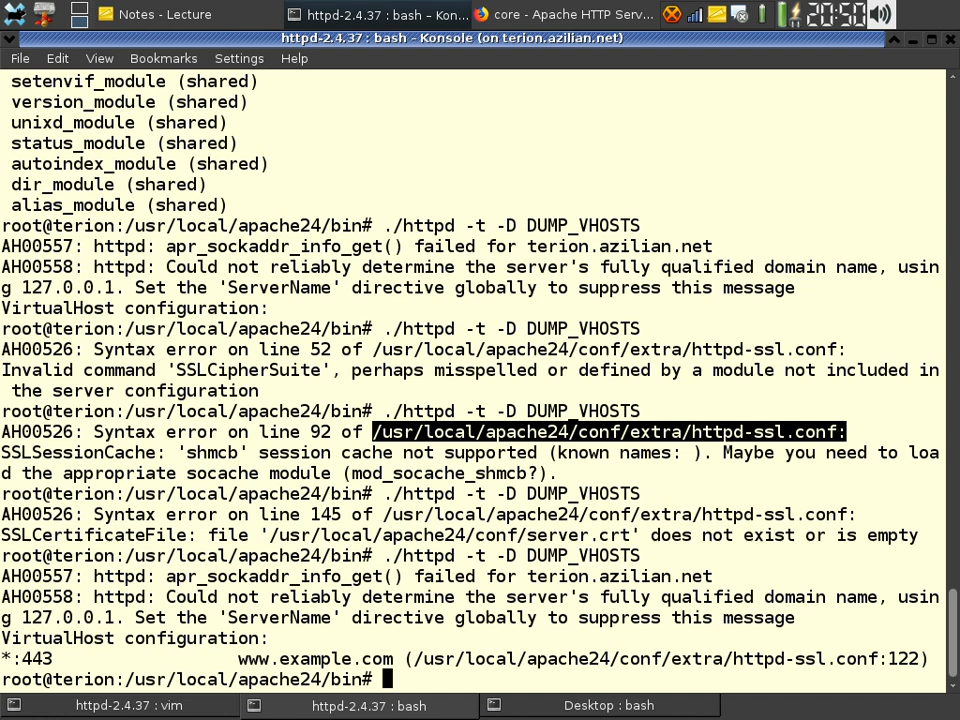 Notes - Lecture
httpd-2.4.37 : bash – Kon...
core - Apache HTTP Serv...
20:50
httpd-2.4.37 : bash - Konsole (on terion.azilian.net)
File Edit View Bookmarks Settings Help
setenvif_module (shared)
version_module (shared)
unixd_module (shared)
status_module (shared)
autoindex_module (shared)
dir_module (shared)
alias_module (shared)
root@terion:/usr/local/apache24/bin# ./httpd -t -D DUMP_VHOSTS
AH00557: httpd: apr_sockaddr_info_get() failed for terion.azilian.net
AH00558: httpd: Could not reliably determine the server's fully qualified domain name, usin
g 127.0.0.1. Set the 'ServerName' directive globally to suppress this message
VirtualHost configuration:
root@terion:/usr/local/apache24/bin# ./httpd -t -D DUMP_VHOSTS
AH00526: Syntax error on line 52 of /usr/local/apache24/conf/extra/httpd-ssl.conf:
Invalid command 'SSLCipherSuite', perhaps misspelled or defined by a module not included in
the server configuration
root@terion:/usr/local/apache24/bin# ./httpd -t -D DUMP_VHOSTS
AH00526: Syntax error on line 92 of /usr/local/apache24/conf/extra/httpd-ssl.conf:
SSLSessionCache: 'shmcb' session cache not supported (known names: ). Maybe you need to loa
d the appropriate socache module (mod_socache_shmcb?).
root@terion:/usr/local/apache24/bin# ./httpd -t -D DUMP_VHOSTS
AH00526: Syntax error on line 145 of /usr/local/apache24/conf/extra/httpd-ssl.conf:
SSLCertificateFile: file '/usr/local/apache24/conf/server.crt' does not exist or is empty
root@terion:/usr/local/apache24/bin# ./httpd -t -D DUMP_VHOSTS
AH00557: httpd: apr_sockaddr_info_get() failed for terion.azilian.net
AH00558: httpd: Could not reliably determine the server's fully qualified domain name, usin
g 127.0.0.1. Set the 'ServerName' directive globally to suppress this message
VirtualHost configuration:
*:443 www.example.com (/usr/local/apache24/conf/extra/httpd-ssl.conf:122)
root@terion:/usr/local/apache24/bin#
httpd-2.4.37 : vim
httpd-2.4.37 : bash
Desktop : bash